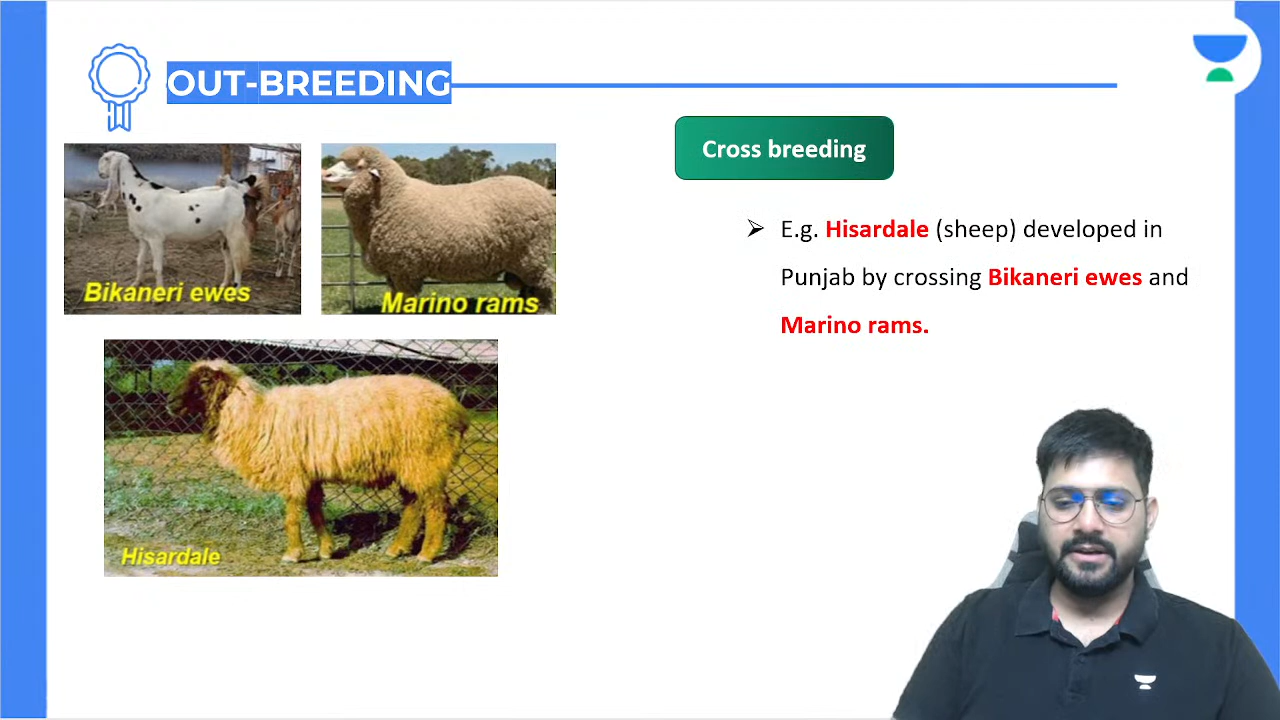 OUT-BREEDING
Bikaneri ewes
Marino rams
Hisardale
Cross breeding
E.g. Hisardale (sheep) developed in
Punjab by crossing Bikaneri ewes and
Marino rams.